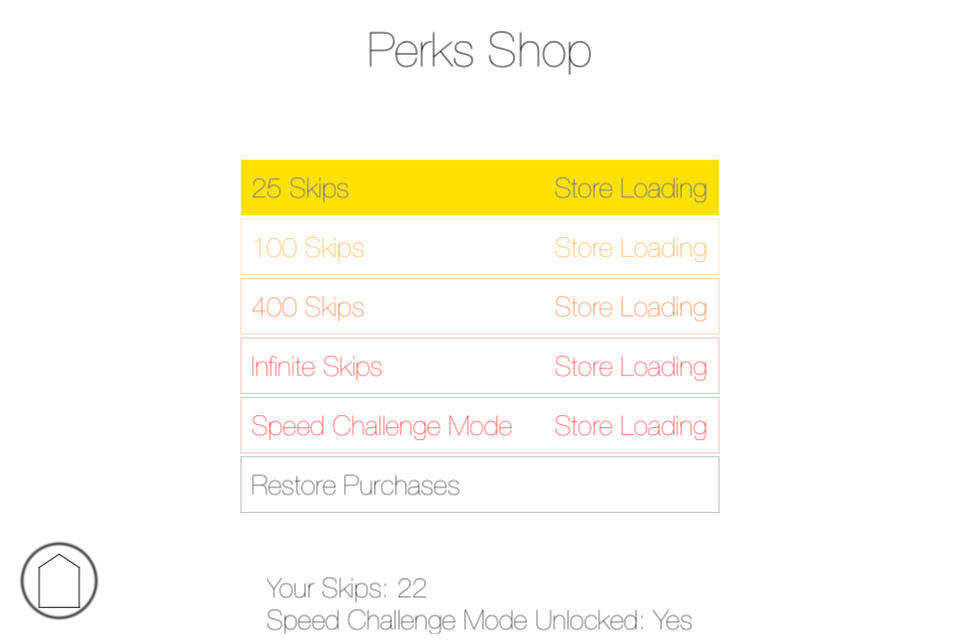 Perks Shop
25 Skips Store Loading
100 Skips Store Loading
400 Skips Store Loading
Infinite Skips Store Loading
Speed Challenge Mode Store Loading
Restore Purchases
Your Skips: 22
Speed Challenge Mode Unlocked: Yes